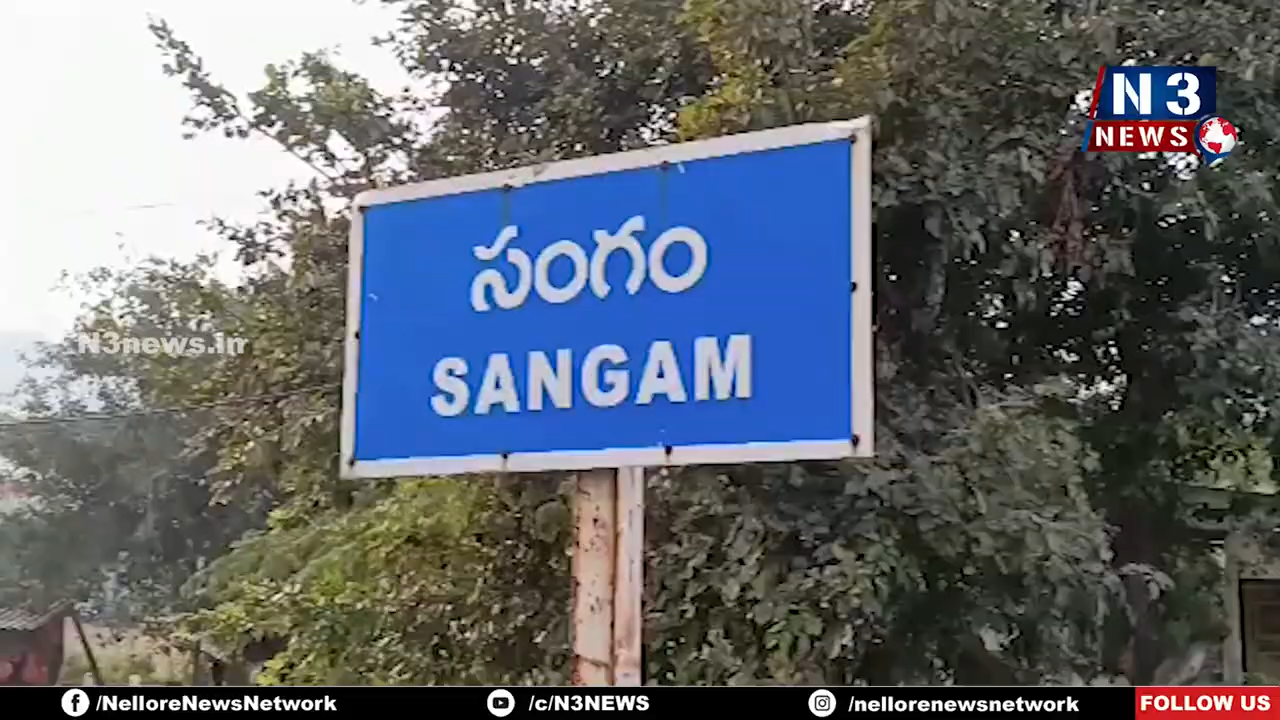 N3
NEWS
సంగం
N3news.in
SANGAM
/NelloreNewsNetwork
/c/N3NEWS
/nellorenewsnetwork
FOLLOW US